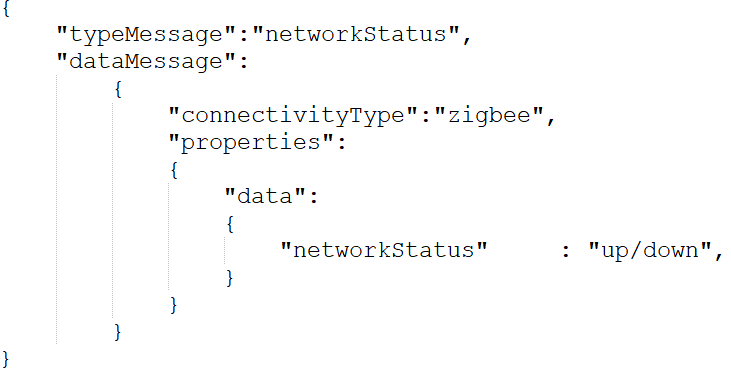 {
    "typeMessage":"networkStatus",
    "dataMessage":
        {
            "connectivityType":"zigbee",
            "properties":
            {
                "data":
                {
                    "networkStatus"     : "up/down",
                }
            }
        }
}